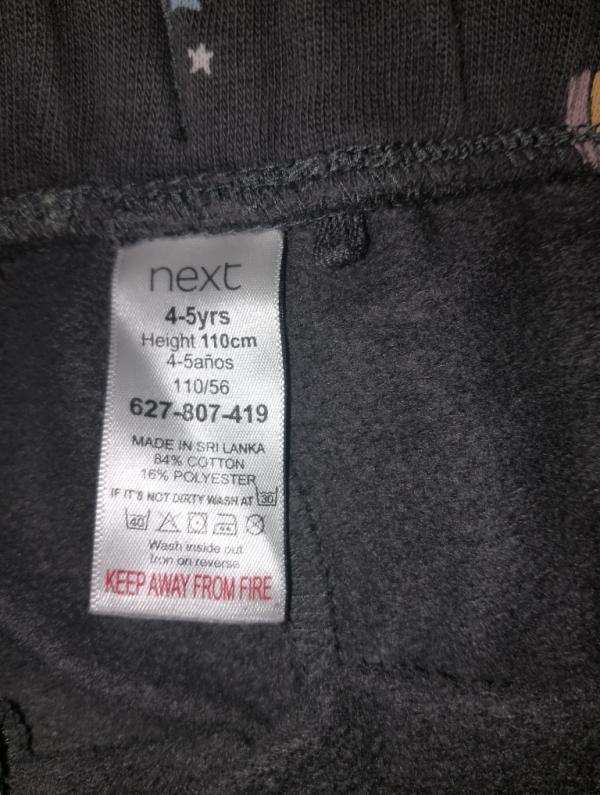 next
4-5yrs
Height 110cm
4-5años
110/56
627-807-419
MADE IN SRI LANKA
84% COTTON
16% POLYESTER
IF IT'S NOT DIRTY WASH AT 30
40
Wash inside out
Iron on reverse
KEEP AWAY FROM FIRE